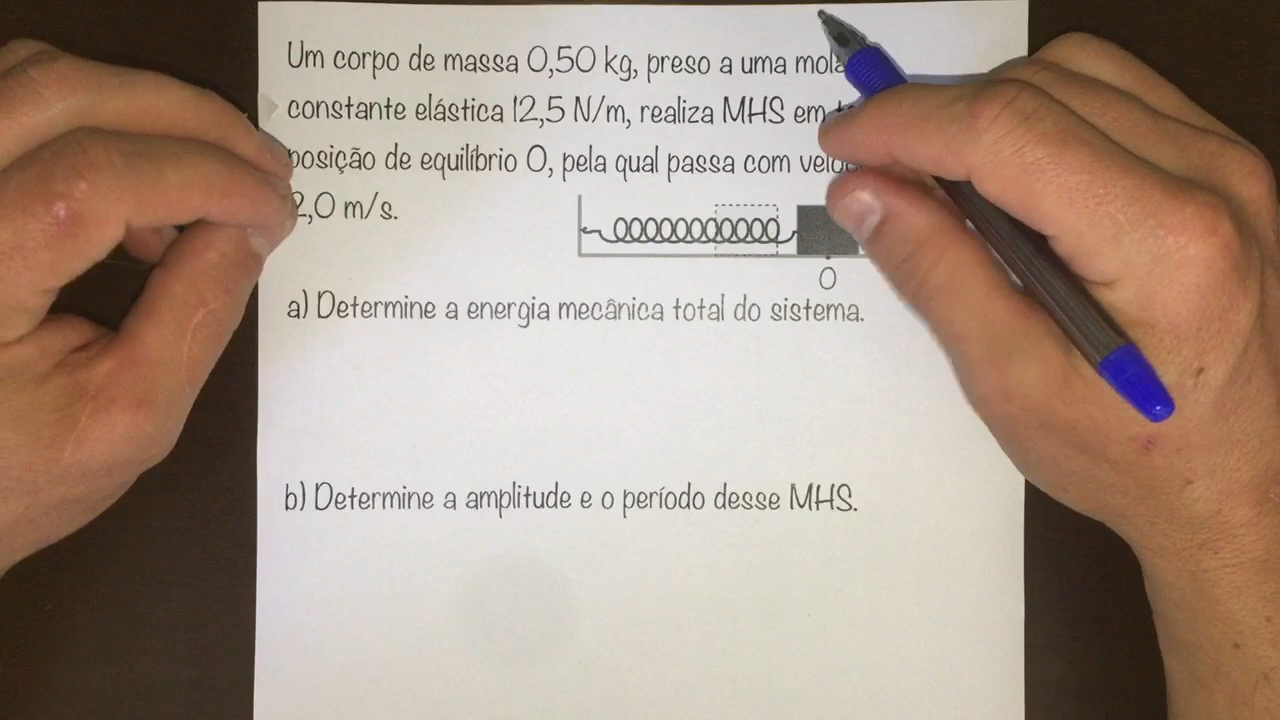 Um corpo de massa 0,50 kg, preso a uma mola
constante elástica 12,5 N/m, realiza MHS em
posição de equilíbrio O, pela qual passa com
2,0 m/s.
O
a) Determine a energia mecânica total do sistema.
b) Determine a amplitude e o período desse MHS.